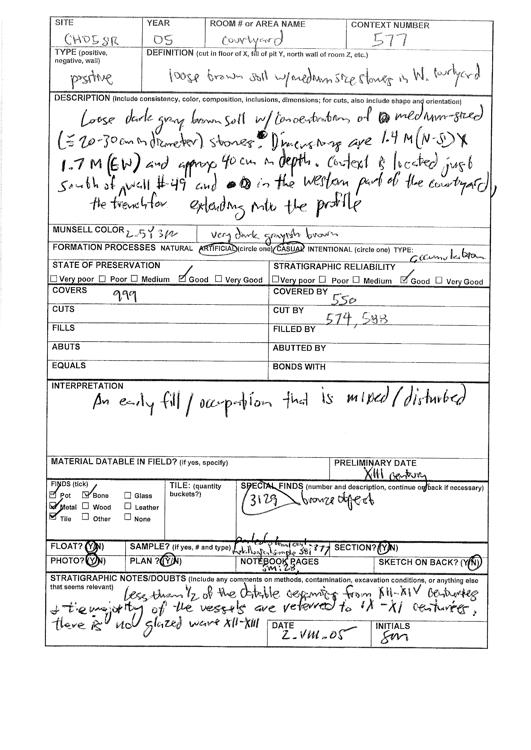 SITE YEAR ROOM # or AREA NAME CONTEXT NUMBER
CHD5SR 05 courtyard 577
TYPE (positive, negative, wall) DEFINITION (cut in floor of X, fill of pit Y, north wall of room Z, etc.)
positive loose brown soil w/medium size stones in W. courtyard
DESCRIPTION (include consistency, color, composition, inclusions, dimensions; for cuts, also include shape and orientation)
Loose dark gray brown soil w/ concentration of medium-sized
(≈ 20-30 cm in diameter) stones. Dimensions are 1.4 M (N-S) X
1.7 M (EW) and approx 40 cm in depth. Context is located just
south of wall #49 and in the western part of the courtyard,
the trench for extending into the profile
MUNSELL COLOR 2.5Y 3/2 very dark grayish brown
FORMATION PROCESSES NATURAL ARTIFICIAL (circle one) CASUAL INTENTIONAL (circle one) TYPE: accumulation
STATE OF PRESERVATION STRATIGRAPHIC RELIABILITY
Very poor Poor Medium Good Very Good Very poor Poor Medium Good Very Good
COVERS 999 COVERED BY 550
CUTS CUT BY 574, 588
FILLS FILLED BY
ABUTS ABUTTED BY
EQUALS BONDS WITH
INTERPRETATION
An early fill / occupation that is mixed / disturbed
MATERIAL DATABLE IN FIELD? (if yes, specify) PRELIMINARY DATE
XIII century
FINDS (tick) TILE: (quantity buckets?) SPECIAL FINDS (number and description, continue on back if necessary)
Pot Bone Glass 3129 bronze object
Metal Wood Leather
Tile Other None
FLOAT? (Y/N) SAMPLE? (if yes, # and type) SECTION? (Y/N)
PHOTO? (Y/N) PLAN? (Y/N) NOTEBOOK PAGES SKETCH ON BACK? (Y/N)
STRATIGRAPHIC NOTES/DOUBTS (Include any comments on methods, contamination, excavation conditions, or anything else that seems relevant)
Less than 1/2 of the datable ceramics from XII-XIV centuries
+ the majority of the vessels are referred to IX-XI centuries,
there is no glazed ware XII-XIII
DATE 2-VIII-05 INITIALS